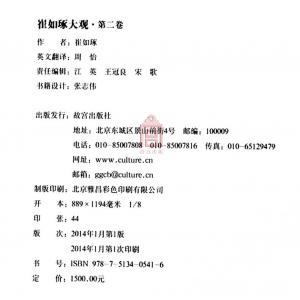 崔如琢大观·第二卷
作 者：崔如琢
英文翻译：周 怡
责任编辑：江 英 王冠良 宋 歌
书籍设计：张志伟
出版发行：故宫出版社
地址：北京东城区景山前街4号 邮编：100009
电话：010-85007808 010-85007816 传真：010-65129479
网址：www.culture.cn
邮箱：ggcb@culture.cn
制版印刷：北京雅昌彩色印刷有限公司
开 本：889×1194毫米 1/8
印 张：44
版 次：2014年1月第1版
2014年1月第1次印刷
书 号：ISBN 978-7-5134-0541-6
定 价：1500.00元